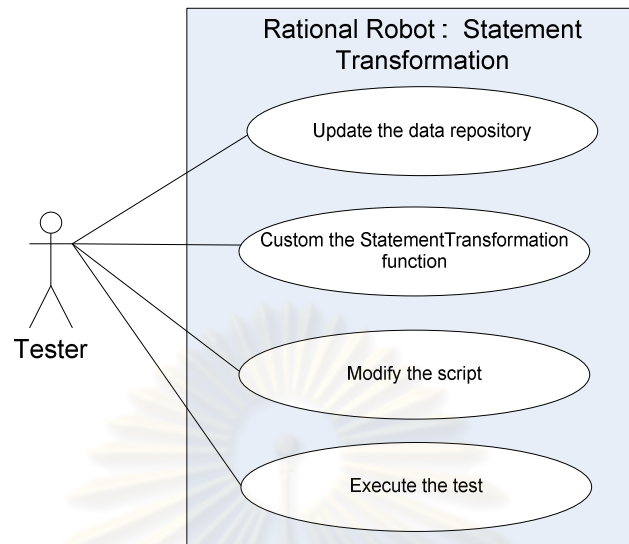 Rational Robot :  Statement
Transformation
Update the data repository
Custom the StatementTransformation
function
Modify the script
Execute the test
Tester